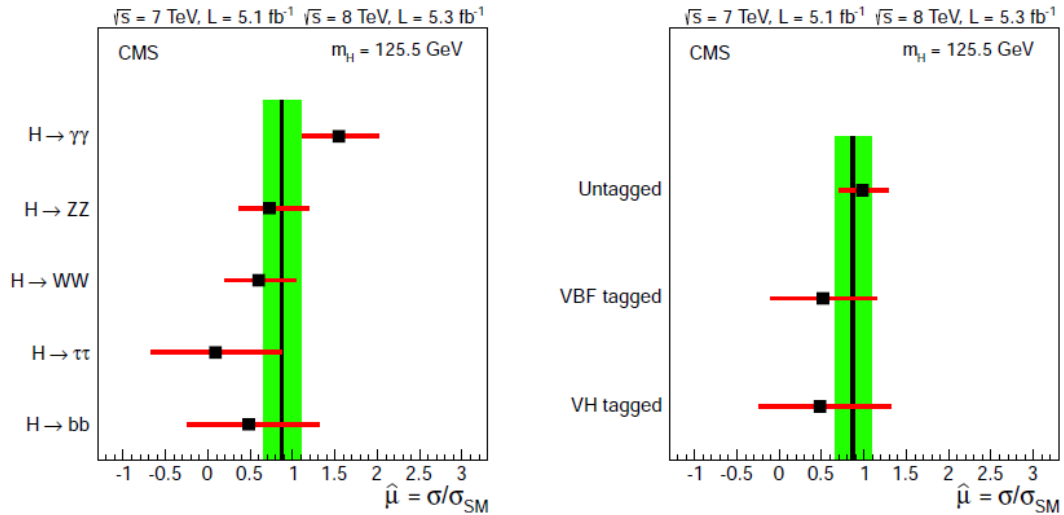 √s = 7 TeV, L = 5.1 fb⁻¹ √s = 8 TeV, L = 5.3 fb⁻¹
CMS
m_H = 125.5 GeV
H → γγ
H → ZZ
H → WW
H → ττ
H → bb
-1 -0.5 0 0.5 1 1.5 2 2.5 3
μ̂ = σ/σ_SM
√s = 7 TeV, L = 5.1 fb⁻¹ √s = 8 TeV, L = 5.3 fb⁻¹
CMS
m_H = 125.5 GeV
Untagged
VBF tagged
VH tagged
-1 -0.5 0 0.5 1 1.5 2 2.5 3
μ̂ = σ/σ_SM